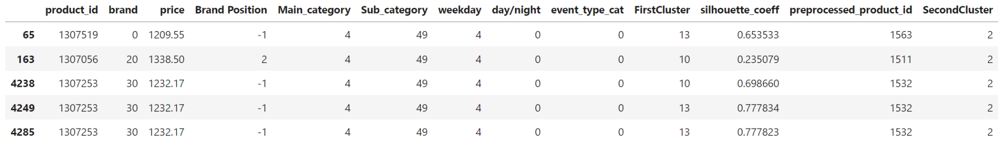 product_id brand price Brand Position Main_category Sub_category weekday day/night event_type_cat FirstCluster silhouette_coeff preprocessed_product_id SecondCluster
65 1307519 0 1209.55 -1 4 49 4 0 0 13 0.653533 1563 2
163 1307056 20 1338.50 2 4 49 4 0 0 10 0.235079 1511 2
4238 1307253 30 1232.17 -1 4 49 4 0 0 10 0.698660 1532 2
4249 1307253 30 1232.17 -1 4 49 4 0 0 13 0.777834 1532 2
4285 1307253 30 1232.17 -1 4 49 4 0 0 13 0.777823 1532 2